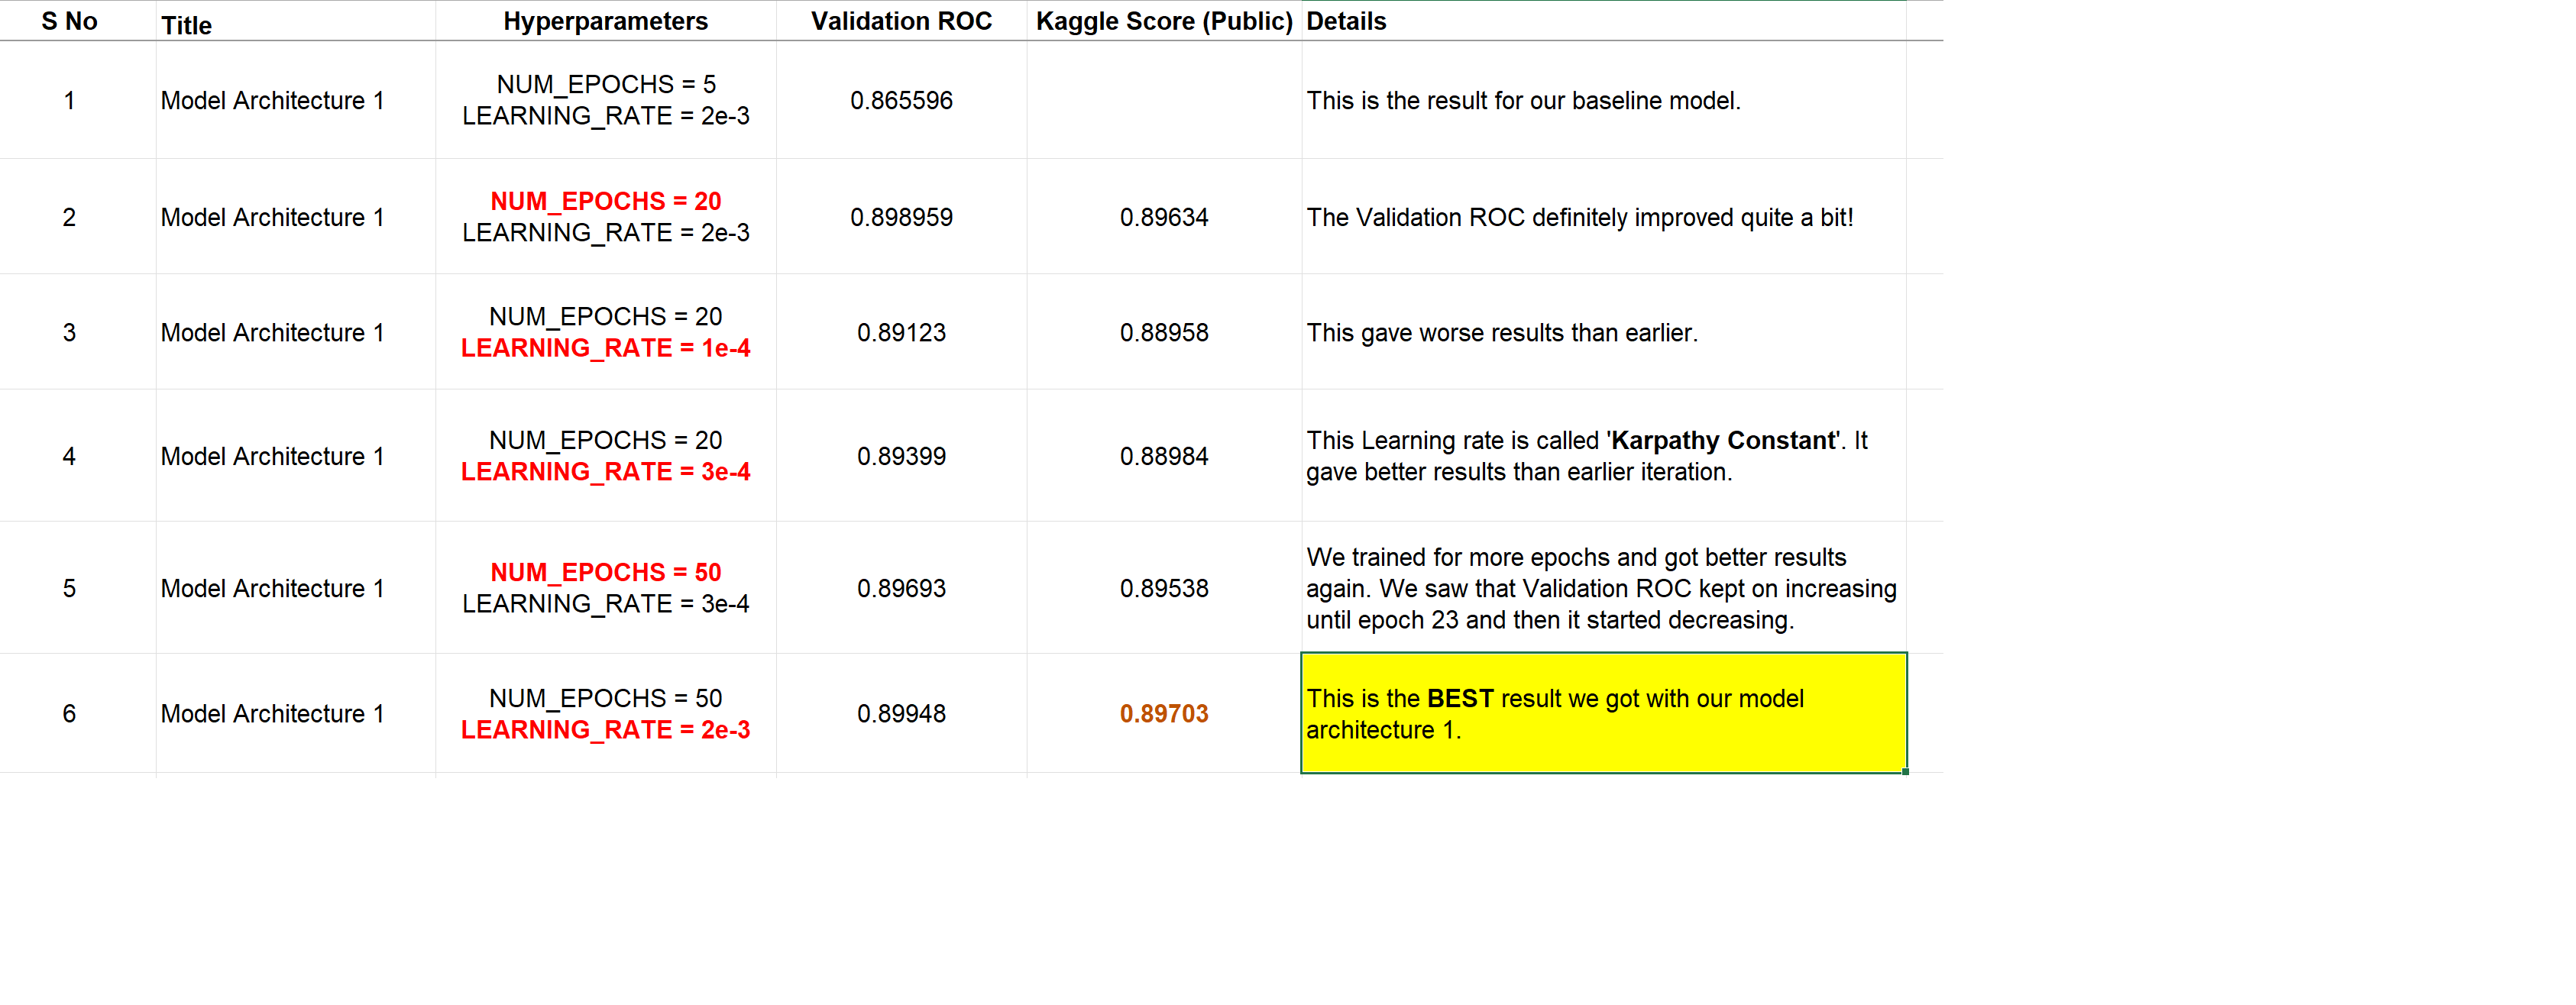 S No Title Hyperparameters Validation ROC Kaggle Score (Public) Details
1 Model Architecture 1 NUM_EPOCHS = 5
LEARNING_RATE = 2e-3 0.865596 This is the result for our baseline model.
2 Model Architecture 1 NUM_EPOCHS = 20
LEARNING_RATE = 2e-3 0.898959 0.89634 The Validation ROC definitely improved quite a bit!
3 Model Architecture 1 NUM_EPOCHS = 20
LEARNING_RATE = 1e-4 0.89123 0.88958 This gave worse results than earlier.
4 Model Architecture 1 NUM_EPOCHS = 20
LEARNING_RATE = 3e-4 0.89399 0.88984 This Learning rate is called 'Karpathy Constant'. It
gave better results than earlier iteration.
5 Model Architecture 1 NUM_EPOCHS = 50
LEARNING_RATE = 3e-4 0.89693 0.89538 We trained for more epochs and got better results
again. We saw that Validation ROC kept on increasing
until epoch 23 and then it started decreasing.
6 Model Architecture 1 NUM_EPOCHS = 50
LEARNING_RATE = 2e-3 0.89948 0.89703 This is the BEST result we got with our model
architecture 1.